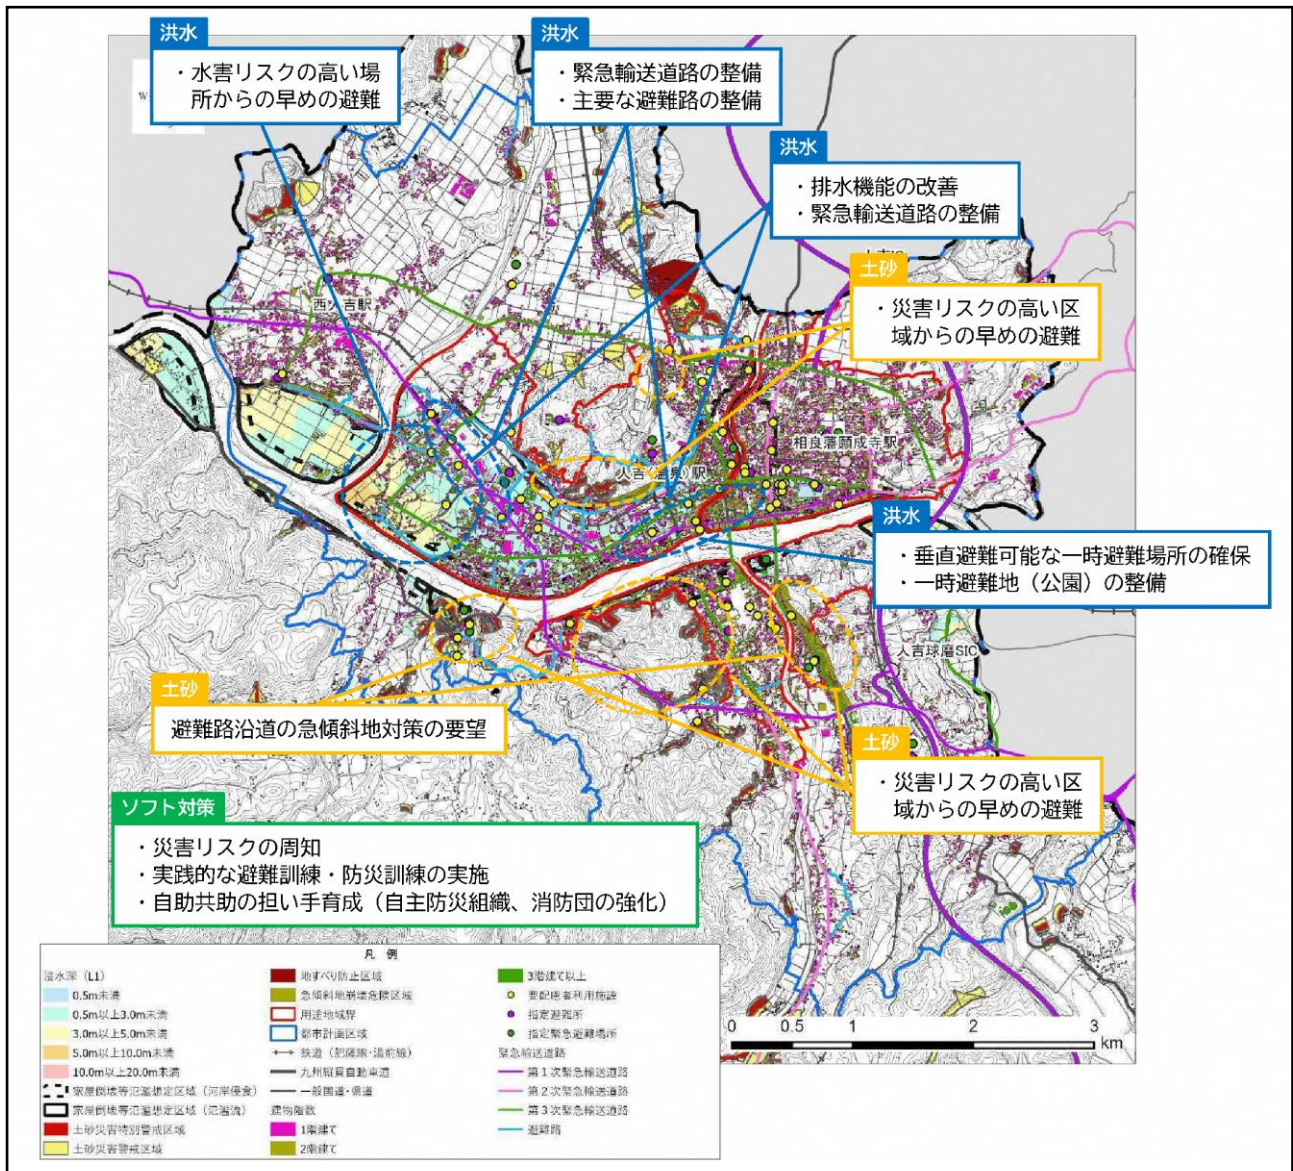 洪水
・水害リスクの高い場
所からの早めの避難
洪水
・緊急輸送道路の整備
・主要な避難路の整備
洪水
・排水機能の改善
・緊急輸送道路の整備
土砂
・災害リスクの高い区
域からの早めの避難
西人吉駅
相良藩願成寺駅
人吉(温泉)駅
洪水
・垂直避難可能な一時避難場所の確保
・一時避難地（公園）の整備
人吉球磨SIC
土砂
避難路沿道の急傾斜地対策の要望
土砂
・災害リスクの高い区
域からの早めの避難
ソフト対策
・災害リスクの周知
・実践的な避難訓練・防災訓練の実施
・自助共助の担い手育成（自主防災組織、消防団の強化）
凡 例
浸水深（L1）
0.5m未満
0.5m以上3.0m未満
3.0m以上5.0m未満
5.0m以上10.0m未満
10.0m以上20.0m未満
家屋倒壊等氾濫想定区域（河岸侵食）
家屋倒壊等氾濫想定区域（氾濫流）
土砂災害特別警戒区域
土砂災害警戒区域
地すべり防止区域
急傾斜地崩壊危険区域
用途地域界
都市計画区域
鉄道（肥薩線・湯前線）
九州縦貫自動車道
一般国道・県道
建物階数
1階建て
2階建て
3階建て以上
要配慮者利用施設
指定避難所
指定緊急避難場所
緊急輸送道路
第1次緊急輸送道路
第2次緊急輸送道路
第3次緊急輸送道路
避難路
0 0.5 1 2 3
km